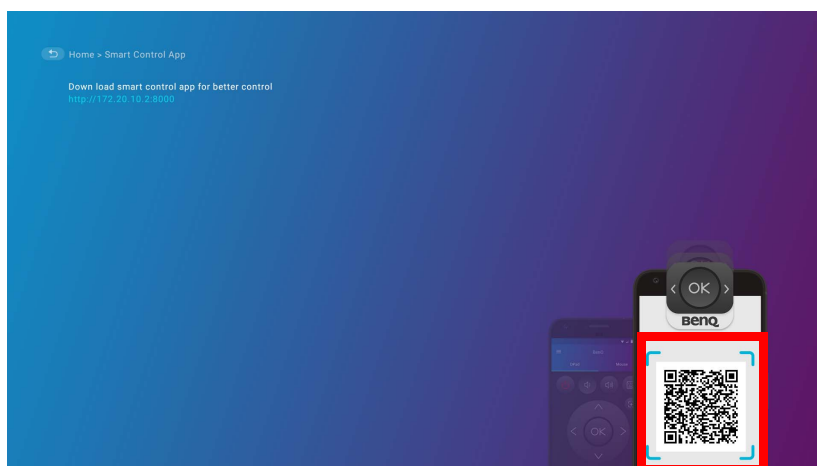 Home > Smart Control App
Down load smart control app for better control
http://172.20.10.2:8000
OK
BenQ
OK